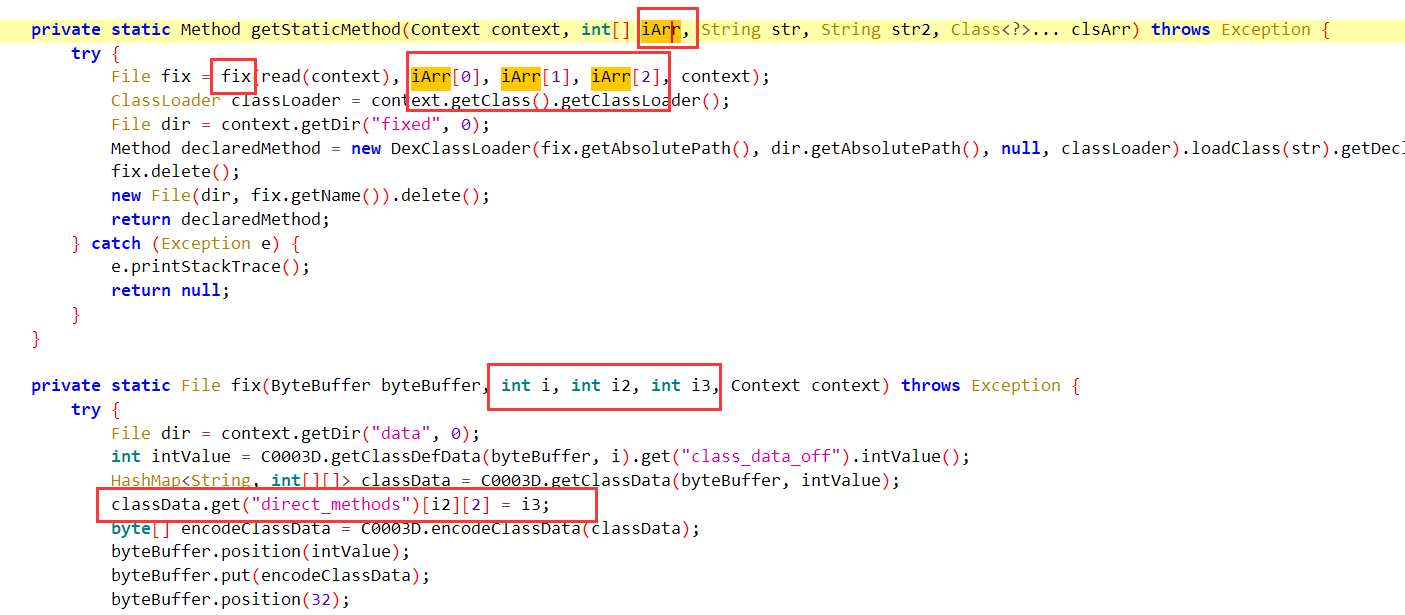 private static Method getStaticMethod(Context context, int[] iArr, String str, String str2, Class<?>... clsArr) throws Exception {
try {
File fix = fix(read(context), iArr[0], iArr[1], iArr[2], context);
ClassLoader classLoader = context.getClass().getClassLoader();
File dir = context.getDir("fixed", 0);
Method declaredMethod = new DexClassLoader(fix.getAbsolutePath(), dir.getAbsolutePath(), null, classLoader).loadClass(str).getDecl
fix.delete();
new File(dir, fix.getName()).delete();
return declaredMethod;
} catch (Exception e) {
e.printStackTrace();
return null;
}
}
private static File fix(ByteBuffer byteBuffer, int i, int i2, int i3, Context context) throws Exception {
try {
File dir = context.getDir("data", 0);
int intValue = C0003D.getClassDefData(byteBuffer, i).get("class_data_off").intValue();
HashMap<String, int[][]> classData = C0003D.getClassData(byteBuffer, intValue);
classData.get("direct_methods")[i2][2] = i3;
byte[] encodeClassData = C0003D.encodeClassData(classData);
byteBuffer.position(intValue);
byteBuffer.put(encodeClassData);
byteBuffer.position(32);